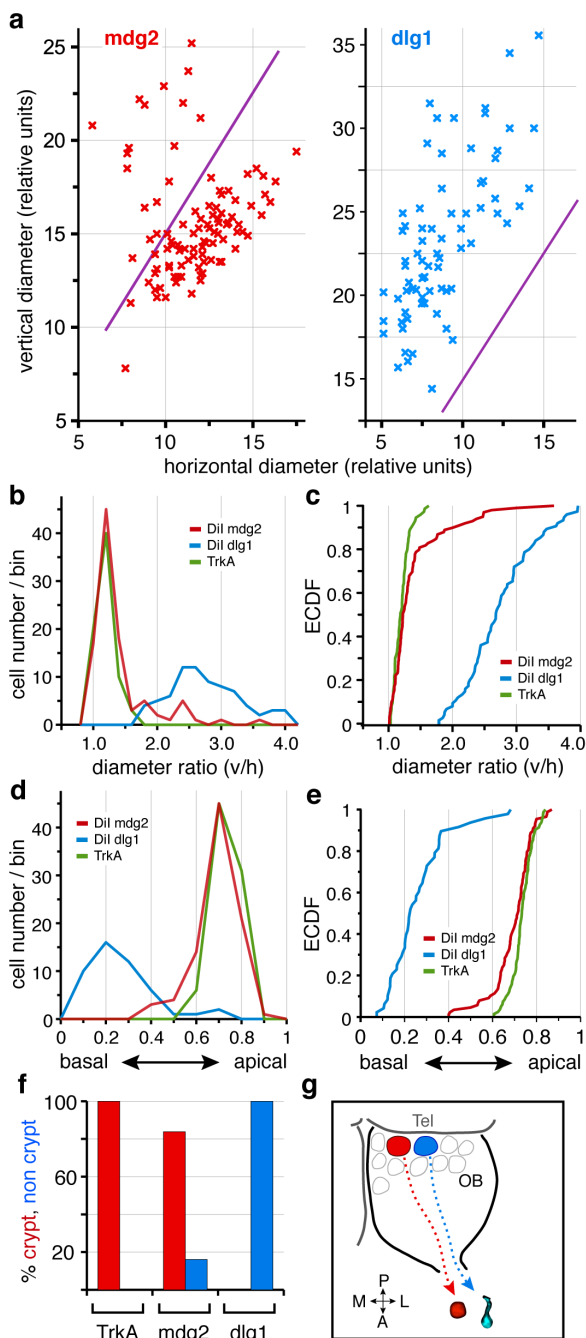 a
mdg2
dlg1
vertical diameter (relative units)
25
20
15
10
5
5 10 15
35
30
25
20
15
5 10 15
horizontal diameter (relative units)
b
cell number / bin
40
30
20
10
0
DiI mdg2
DiI dlg1
TrkA
1.0 2.0 3.0 4.0
diameter ratio (v/h)
c
ECDF
1
0.8
0.6
0.4
0.2
0
DiI mdg2
DiI dlg1
TrkA
1.0 2.0 3.0 4.0
diameter ratio (v/h)
d
cell number / bin
40
30
20
10
0
DiI mdg2
DiI dlg1
TrkA
0 0.2 0.4 0.6 0.8 1
basal apical
e
ECDF
1
0.8
0.6
0.4
0.2
0
DiI mdg2
DiI dlg1
TrkA
0 0.2 0.4 0.6 0.8 1
basal apical
f
% crypt, non crypt
100
80
60
40
20
TrkA mdg2 dlg1
g
Tel
OB
P
M L
A